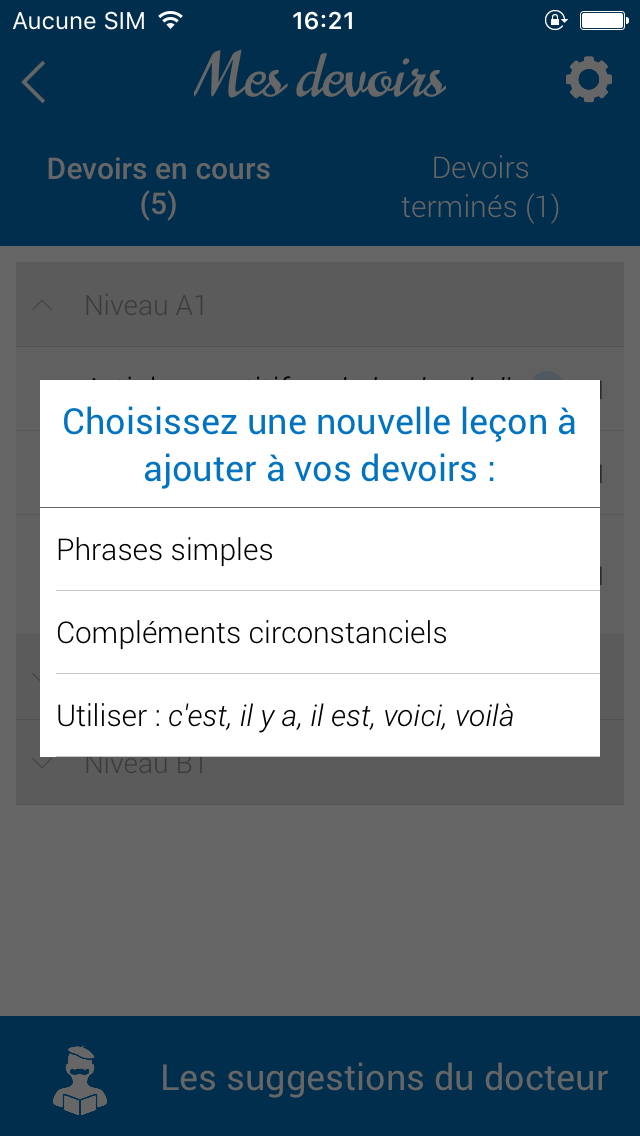 Aucune SIM
16:21
Mes devoirs
Devoirs en cours
(5)
Devoirs
terminés (1)
Niveau A1
Choisissez une nouvelle leçon à
ajouter à vos devoirs :
Phrases simples
Compléments circonstanciels
Utiliser : c'est, il y a, il est, voici, voilà
Niveau B1
Les suggestions du docteur